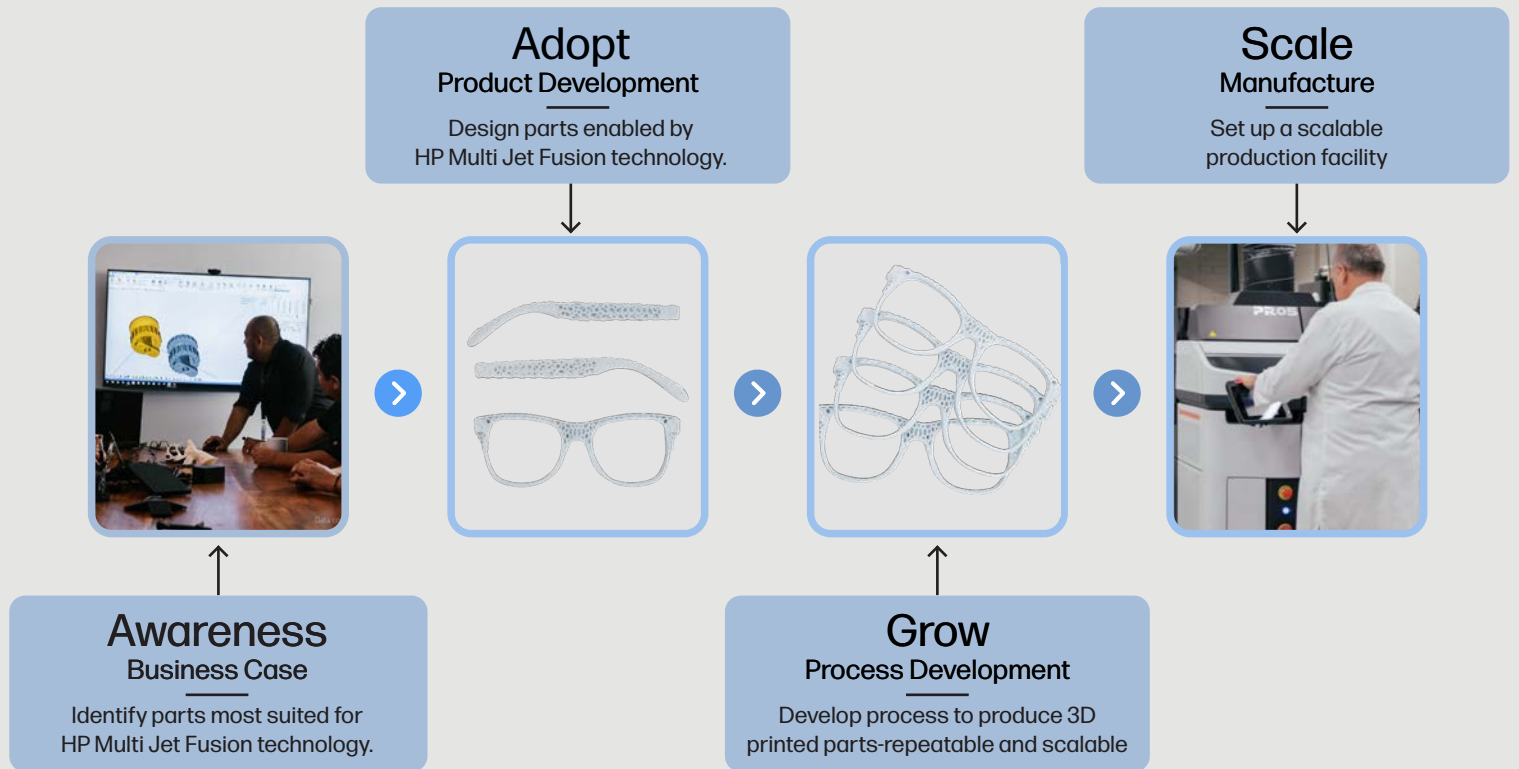 Adopt
Product Development
Design parts enabled by
HP Multi Jet Fusion technology.
Scale
Manufacture
Set up a scalable
production facility
PROS
Awareness
Business Case
Identify parts most suited for
HP Multi Jet Fusion technology.
Grow
Process Development
Develop process to produce 3D
printed parts-repeatable and scalable